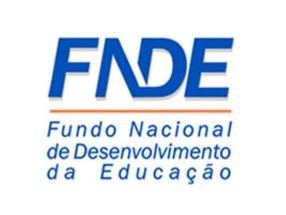 FNDE
Fundo Nacional
de Desenvolvimento
da Educação